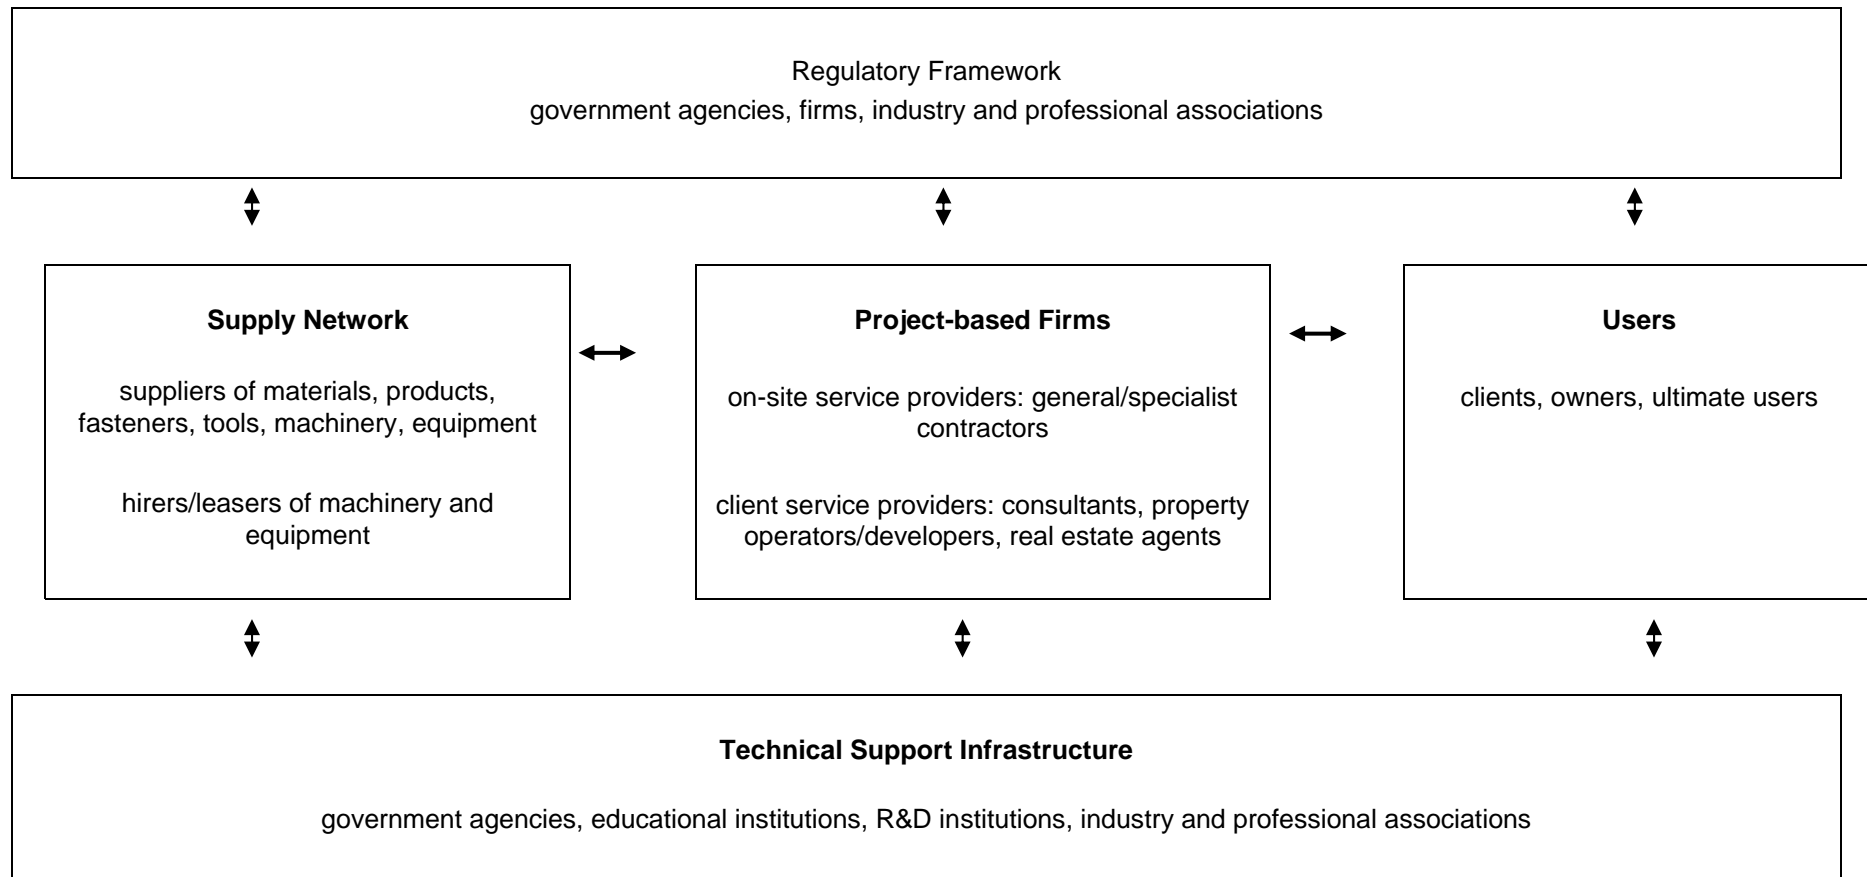 Regulatory Framework
government agencies, firms, industry and professional associations
Supply Network
suppliers of materials, products,
fasteners, tools, machinery, equipment
hirers/leasers of machinery and
equipment
Project-based Firms
on-site service providers: general/specialist
contractors
client service providers: consultants, property
operators/developers, real estate agents
Users
clients, owners, ultimate users
Technical Support Infrastructure
government agencies, educational institutions, R&D institutions, industry and professional associations